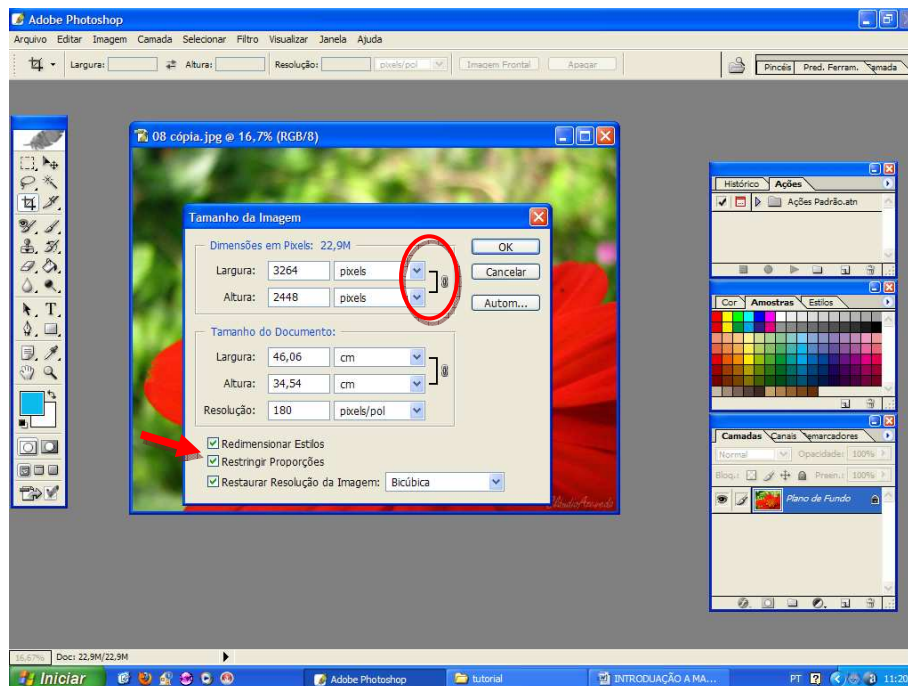 Adobe Photoshop
Arquivo Editar Imagem Camada Selecionar Filtro Visualizar Janela Ajuda
Largura: Altura: Resolução: pixels/pol Imagem Frontal Apagar Pincéis Pred. Ferram. amada
08 cópia.jpg @ 16,7% (RGB/8)
Tamanho da Imagem
Dimensões em Pixels: 22,9M
Largura: 3264 pixels
Altura: 2448 pixels
OK
Cancelar
Autom...
Tamanho do Documento:
Largura: 46,06 cm
Altura: 34,54 cm
Resolução: 180 pixels/pol
Redimensionar Estilos
Restringir Proporções
Restaurar Resolução da Imagem: Bicúbica
Histórico Ações
Ações Padrão.atn
Cor Amostras Estilos
Camadas Canais emarcadores
Normal Opacidade: 100%
Bloq.: Preen.: 100%
Plano de Fundo
16,67% Doc: 22,9M/22,9M
Iniciar Adobe Photoshop tutorial INTRODUAÇÃO A MA... PT 11:20